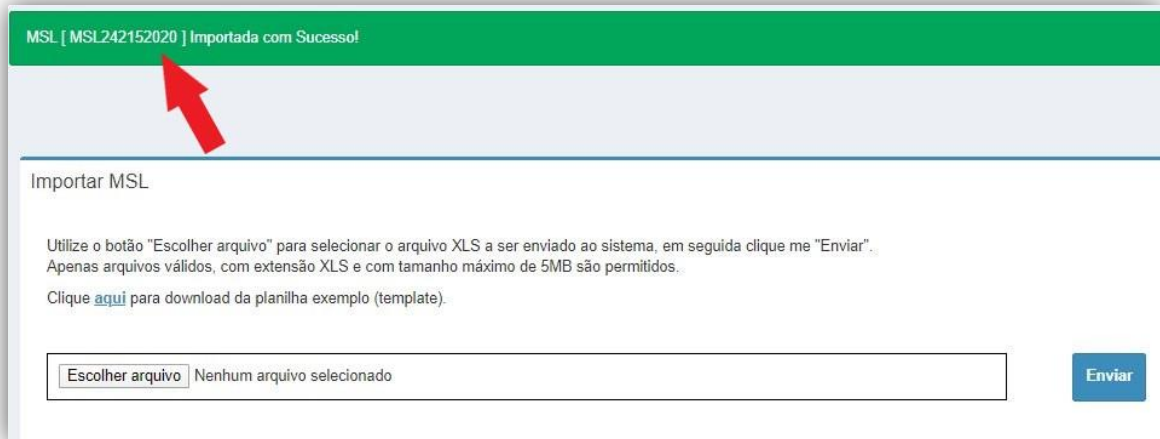 MSL [ MSL242152020 ] Importada com Sucesso!
Importar MSL
Utilize o botão "Escolher arquivo" para selecionar o arquivo XLS a ser enviado ao sistema, em seguida clique me "Enviar".
Apenas arquivos válidos, com extensão XLS e com tamanho máximo de 5MB são permitidos.
Clique aqui para download da planilha exemplo (template).
Escolher arquivo Nenhum arquivo selecionado
Enviar